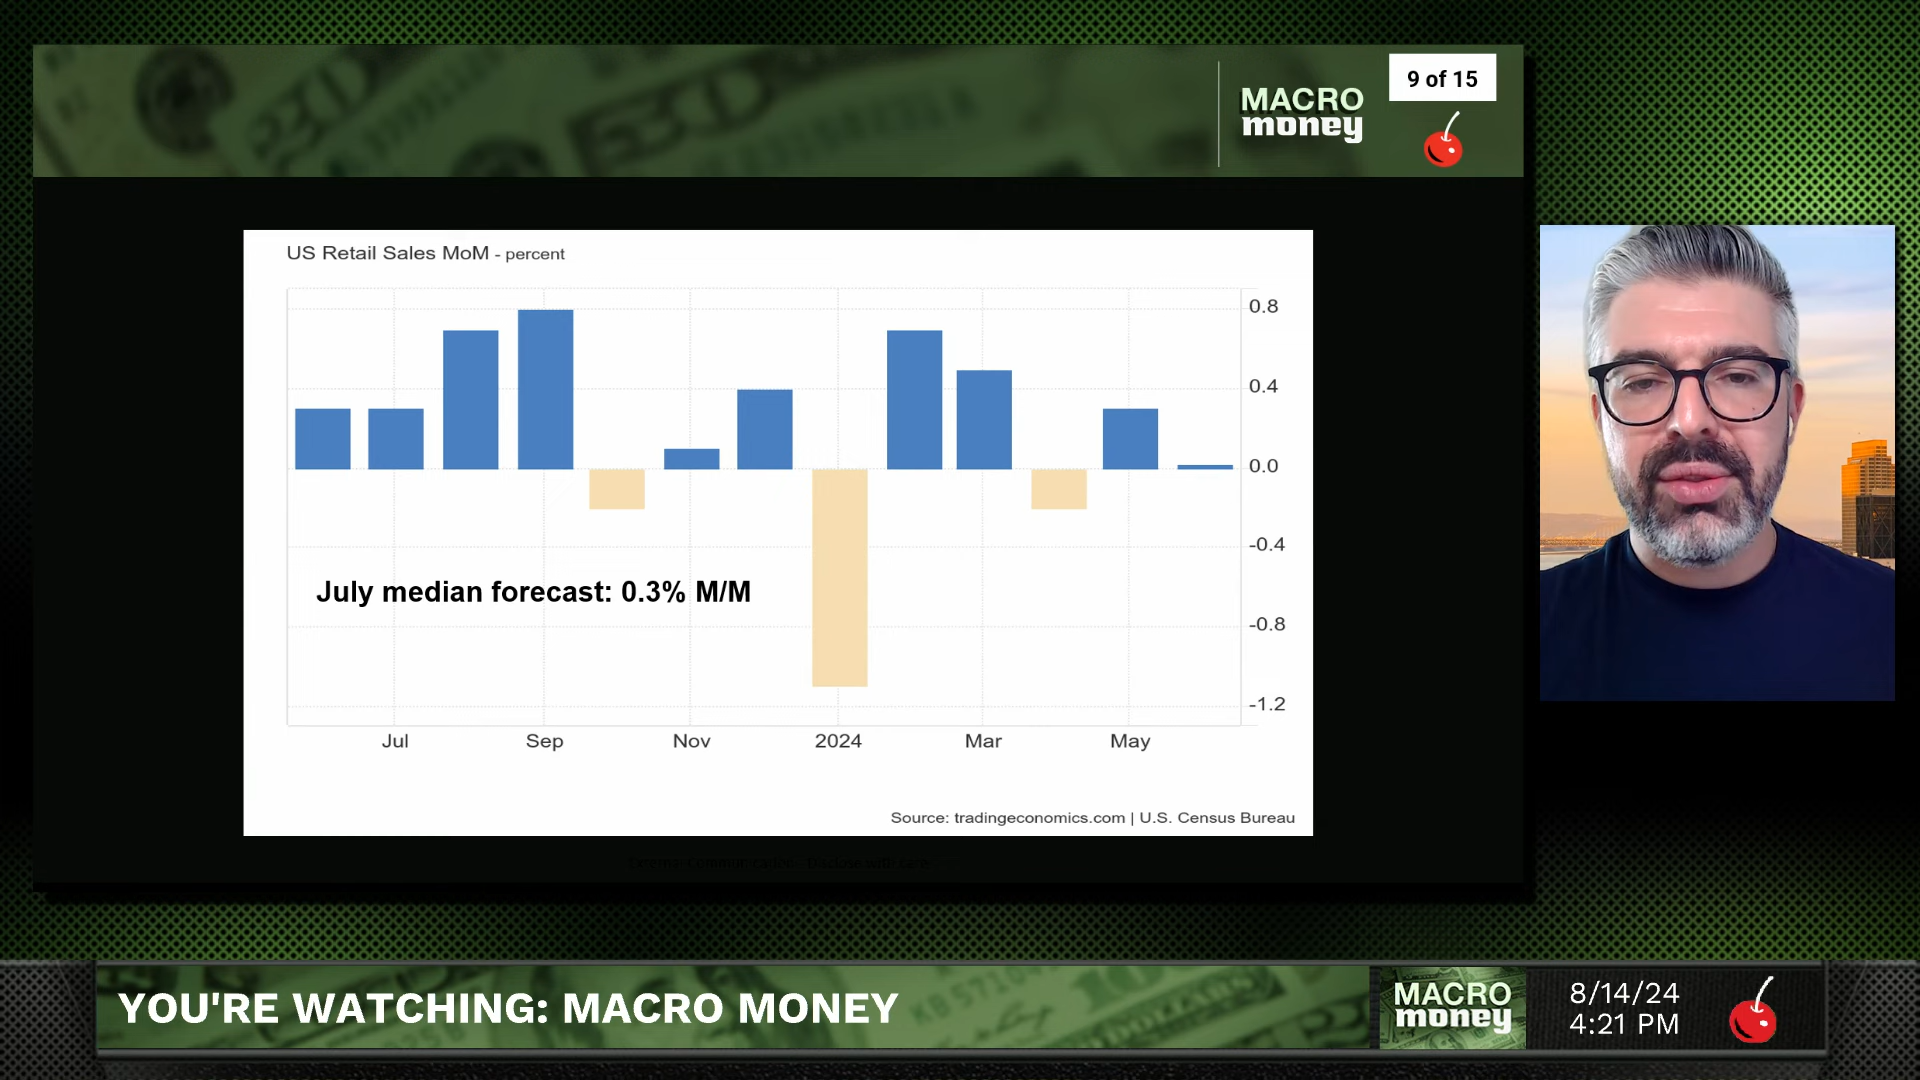 MACRO
money
9 of 15
US Retail Sales MoM - percent
0.8
0.4
0.0
-0.4
-0.8
-1.2
July median forecast: 0.3% M/M
Jul Sep Nov 2024 Mar May
Source: tradingeconomics.com | U.S. Census Bureau
YOU'RE WATCHING: MACRO MONEY
MACRO
money
8/14/24
4:21 PM